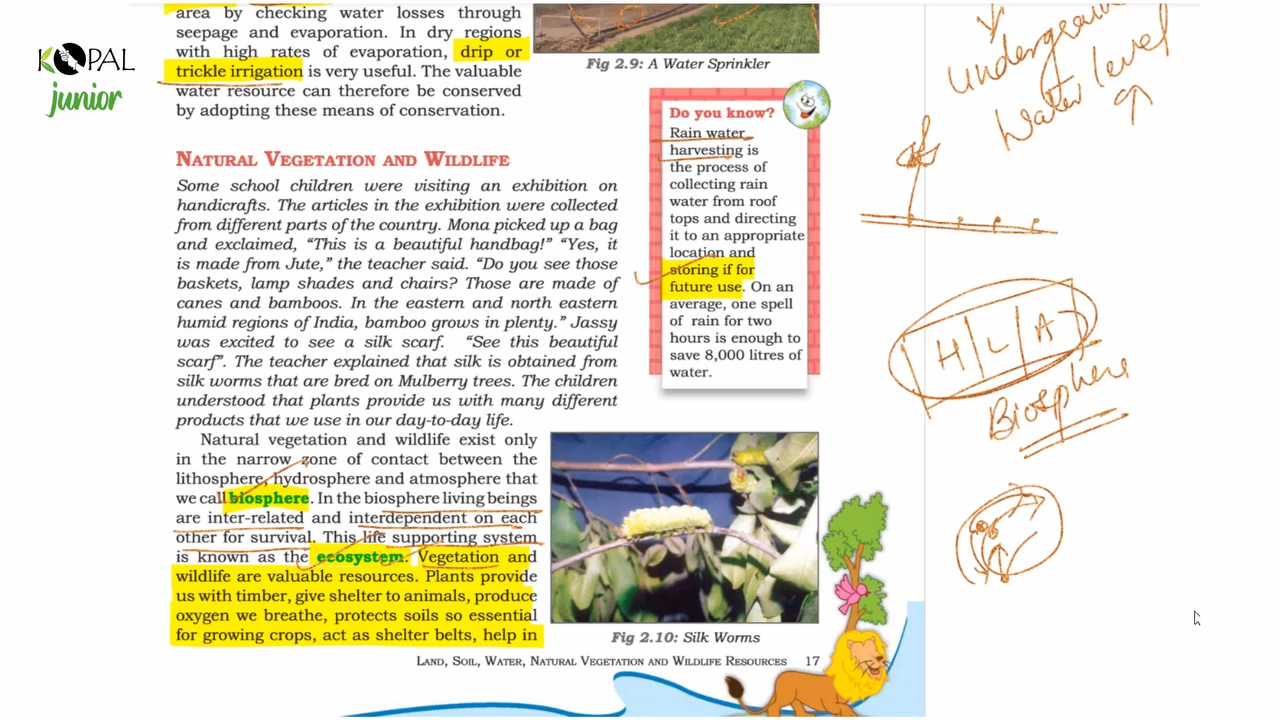 area by checking water losses through
seepage and evaporation. In dry regions
with high rates of evaporation, drip or
trickle irrigation is very useful. The valuable
water resource can therefore be conserved
by adopting these means of conservation.
KOPAL
junior
Fig 2.9: A Water Sprinkler
Do you know?
Rain water
harvesting is
the process of
collecting rain
water from roof
tops and directing
it to an appropriate
location and
storing if for
future use. On an
average, one spell
of rain for two
hours is enough to
save 8,000 litres of
water.
NATURAL VEGETATION AND WILDLIFE
Some school children were visiting an exhibition on
handicrafts. The articles in the exhibition were collected
from different parts of the country. Mona picked up a bag
and exclaimed, “This is a beautiful handbag!” “Yes, it
is made from Jute,” the teacher said. “Do you see those
baskets, lamp shades and chairs? Those are made of
canes and bamboos. In the eastern and north eastern
humid regions of India, bamboo grows in plenty.” Jassy
was excited to see a silk scarf. “See this beautiful
scarf”. The teacher explained that silk is obtained from
silk worms that are bred on Mulberry trees. The children
understood that plants provide us with many different
products that we use in our day-to-day life.
Natural vegetation and wildlife exist only
in the narrow zone of contact between the
lithosphere, hydrosphere and atmosphere that
we call biosphere. In the biosphere living beings
are inter-related and interdependent on each
other for survival. This life supporting system
is known as the ecosystem. Vegetation and
wildlife are valuable resources. Plants provide
us with timber, give shelter to animals, produce
oxygen we breathe, protects soils so essential
for growing crops, act as shelter belts, help in
Fig 2.10: Silk Worms
LAND, SOIL, WATER, NATURAL VEGETATION AND WILDLIFE RESOURCES 17
Water level
H L A
Biosphere